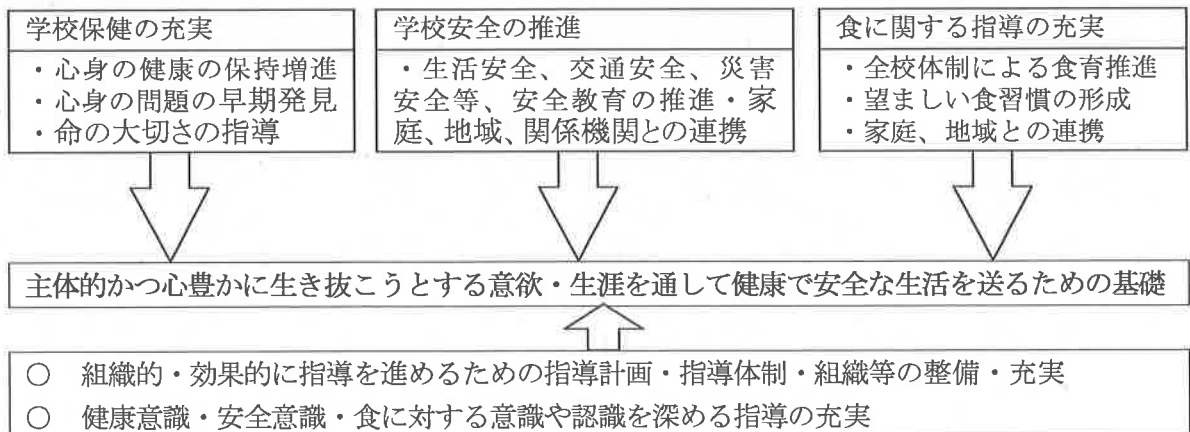 学校保健の充実
・心身の健康の保持増進
・心身の問題の早期発見
・命の大切さの指導
学校安全の推進
・生活安全、交通安全、災害
安全等、安全教育の推進・家
庭、地域、関係機関との連携
食に関する指導の充実
・全校体制による食育推進
・望ましい食習慣の形成
・家庭、地域との連携
主体的かつ心豊かに生き抜こうとする意欲・生涯を通して健康で安全な生活を送るための基礎
○ 組織的・効果的に指導を進めるための指導計画・指導体制・組織等の整備・充実
○ 健康意識・安全意識・食に対する意識や認識を深める指導の充実